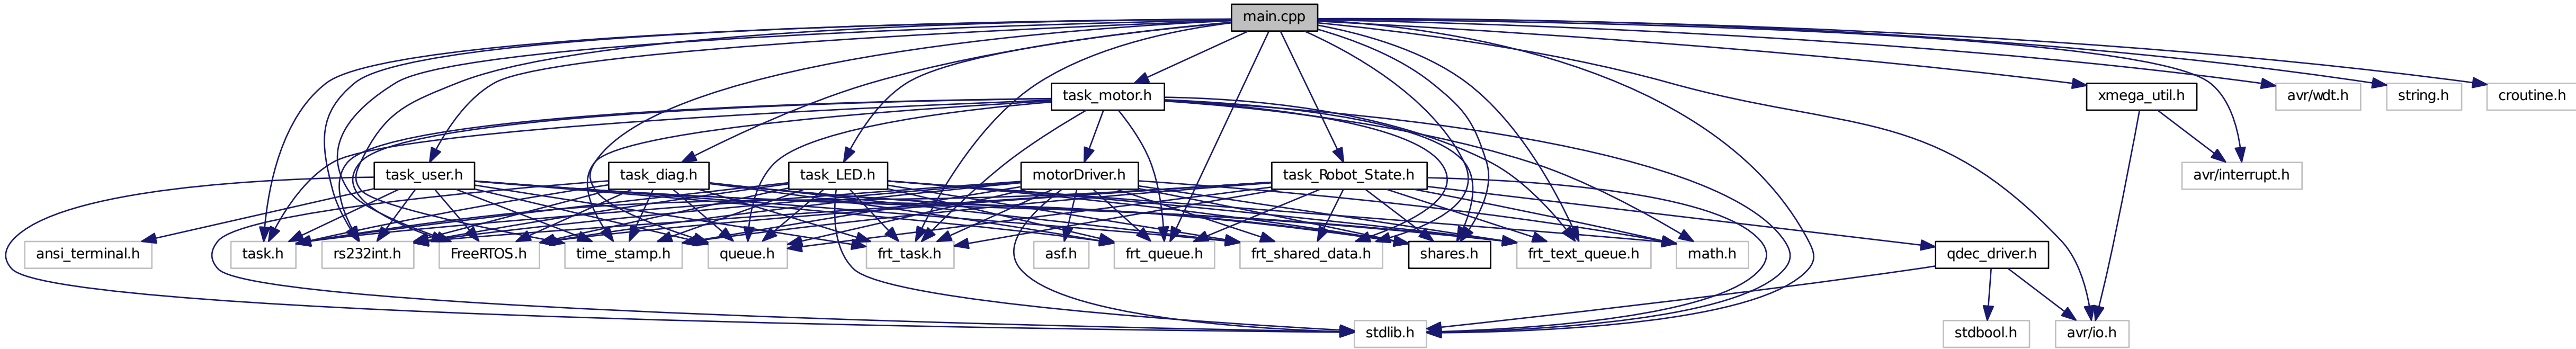 main.cpp
task_motor.h
xmega_util.h
avr/wdt.h
string.h
croutine.h
task_user.h
task_diag.h
task_LED.h
motorDriver.h
task_Robot_State.h
avr/interrupt.h
ansi_terminal.h
task.h
rs232int.h
FreeRTOS.h
time_stamp.h
queue.h
frt_task.h
asf.h
frt_queue.h
frt_shared_data.h
shares.h
frt_text_queue.h
math.h
qdec_driver.h
stdlib.h
stdbool.h
avr/io.h